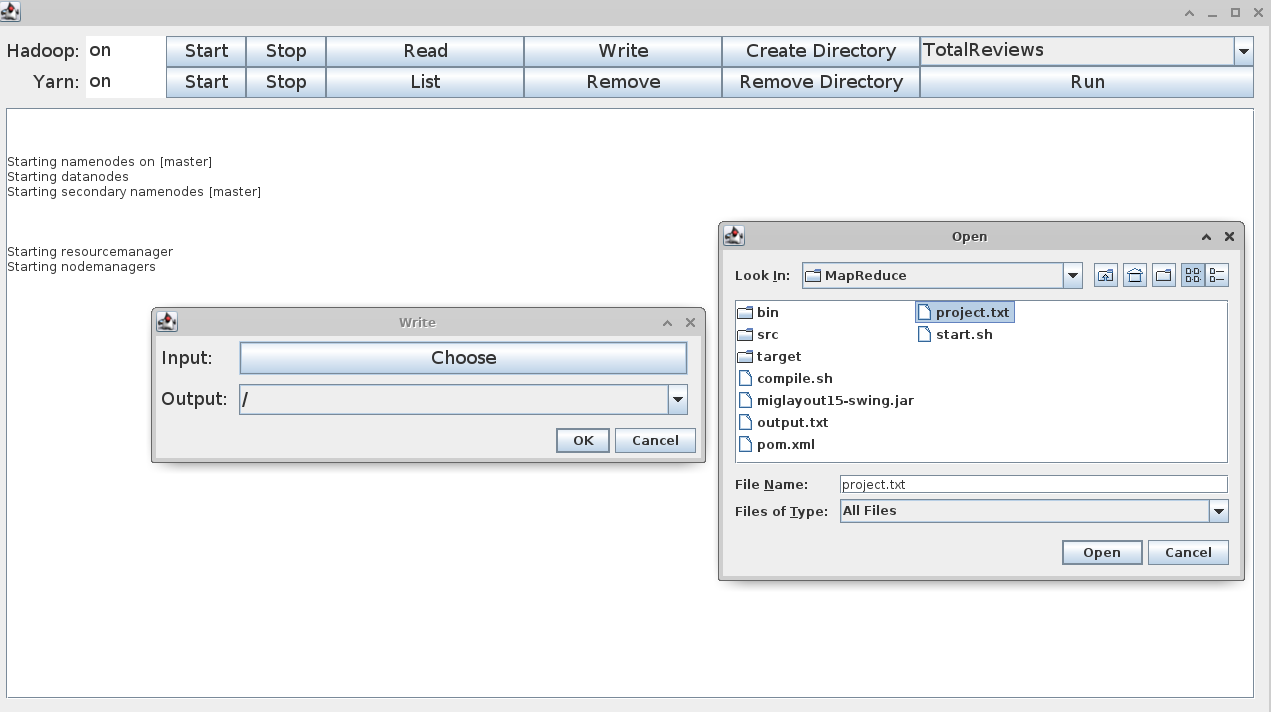 Hadoop: on Start Stop Read Write Create Directory TotalReviews
Yarn: on Start Stop List Remove Remove Directory Run
Starting namenodes on [master]
Starting datanodes
Starting secondary namenodes [master]
Starting resourcemanager
Starting nodemanagers
Write
Input: Choose
Output: /
OK Cancel
Open
Look In: MapReduce
bin
src
target
compile.sh
miglayout15-swing.jar
output.txt
pom.xml
project.txt
start.sh
File Name: project.txt
Files of Type: All Files
Open Cancel